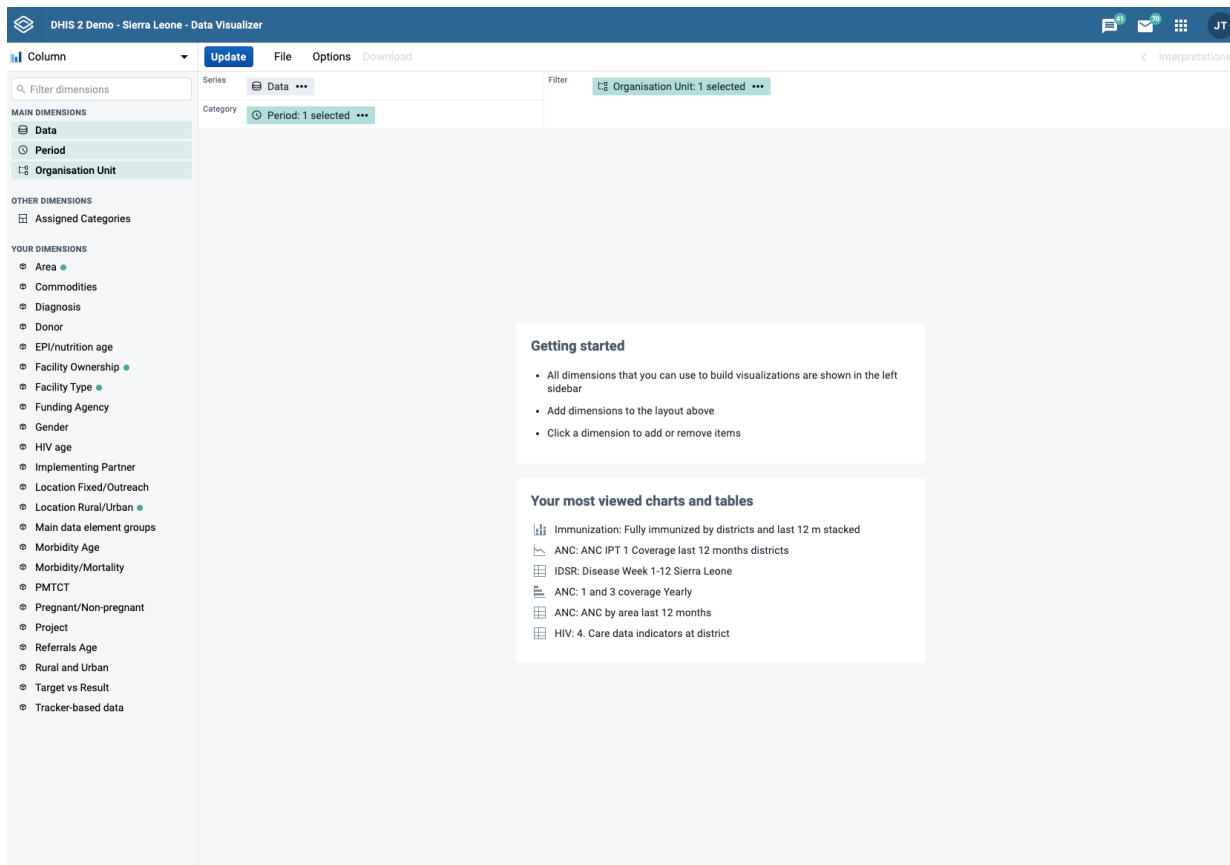 DHIS 2 Demo - Sierra Leone - Data Visualizer
41
70
JT
Column
Update
File
Options
Download
Interpretations
Filter dimensions
MAIN DIMENSIONS
Data
Period
Organisation Unit
OTHER DIMENSIONS
Assigned Categories
YOUR DIMENSIONS
Area
Commodities
Diagnosis
Donor
EPI/nutrition age
Facility Ownership
Facility Type
Funding Agency
Gender
HIV age
Implementing Partner
Location Fixed/Outreach
Location Rural/Urban
Main data element groups
Morbidity Age
Morbidity/Mortality
PMTCT
Pregnant/Non-pregnant
Project
Referrals Age
Rural and Urban
Target vs Result
Tracker-based data
Series
Data
Filter
Organisation Unit: 1 selected
Category
Period: 1 selected
Getting started
• All dimensions that you can use to build visualizations are shown in the left
sidebar
• Add dimensions to the layout above
• Click a dimension to add or remove items
Your most viewed charts and tables
Immunization: Fully immunized by districts and last 12 m stacked
ANC: ANC IPT 1 Coverage last 12 months districts
IDSR: Disease Week 1-12 Sierra Leone
ANC: 1 and 3 coverage Yearly
ANC: ANC by area last 12 months
HIV: 4. Care data indicators at district